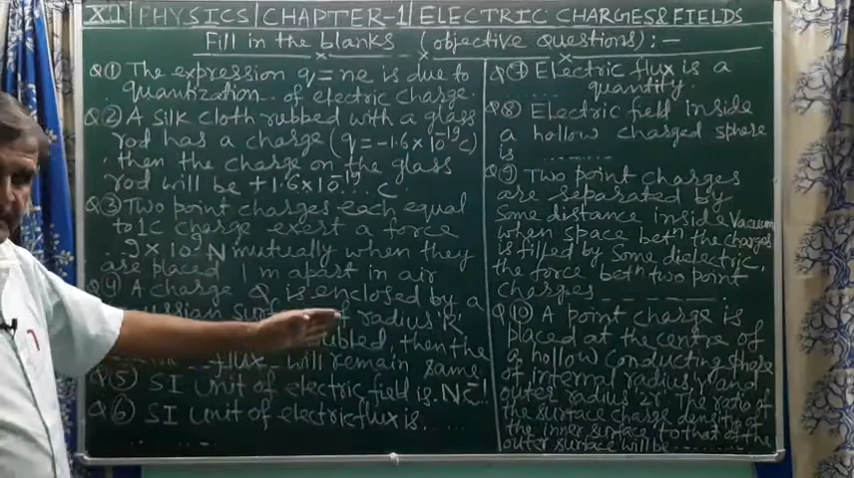 XII PHYSICS CHAPTER-1 ELECTRIC CHARGES & FIELDS
Fill in the blanks (objective questions):-
Q① The expression q=ne is due to
quantization.. of electric charge.
Q② A silk cloth rubbed with a glass
rod has a charge (q=-1.6×10⁻¹⁹C)
then the charge on the glass
rod will be +1.6×10⁻¹⁹...C
Q③ Two point charges each equal
to 1C charge exert a force
..9×10⁹N mutually when they
are placed 1m apart in air
Q④ A charge Q is enclosed by a
radius 'R'
then the
flux.. will remain same
Q⑤ SI Unit of electric field is.NC⁻¹
Q⑥ SI Unit of electric flux is....
Q⑦ Electric flux is a
........ quantity.
Q⑧ Electric field inside
a hollow charged sphere
is ........
Q⑨ Two point charges
are separated by
Some distance inside Vacuum
when space betn the charges
is filled by Some dielectric,
the force betn two point
Charges ........
Q⑩ A point charge is
placed at the centre of
a hollow Conducting Sphere
of internal radius 'r' and
outer radius '2r'. The ratio of
the surface charge density of
the inner surface to that of the
outer surface will be........